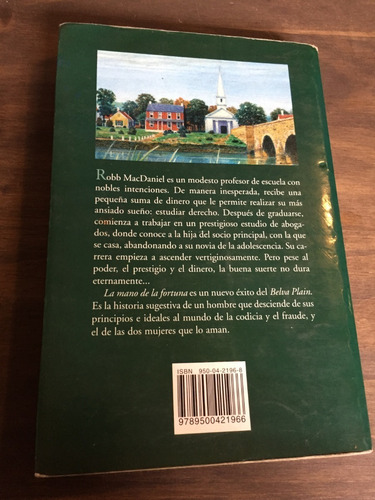 Robb MacDaniel es un modesto profesor de escuela con
nobles intenciones. De manera inesperada, recibe una
pequeña suma de dinero que le permite realizar su más
ansiado sueño: estudiar derecho. Después de graduarse,
comienza a trabajar en un prestigioso estudio de aboga-
dos, donde conoce a la hija del socio principal, con la que
se casa, abandonando a su novia de la adolescencia. Su ca-
rrera empieza a ascender vertiginosamente. Pero pese al
poder, el prestigio y el dinero, la buena suerte no dura
eternamente...
La mano de la fortuna es un nuevo éxito del Belva Plain.
Es la historia sugestiva de un hombre que desciende de sus
principios e ideales al mundo de la codicia y el fraude, y
el de las dos mujeres que lo aman.
ISBN 950-04-2196-8
9789500421966